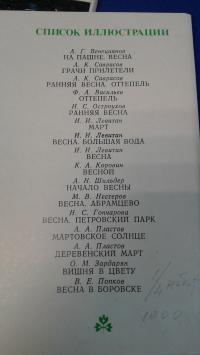 СПИСОК ИЛЛЮСТРАЦИЙ
А. Г. Венецианов
НА ПАШНЕ. ВЕСНА
А. К. Саврасов
ГРАЧИ ПРИЛЕТЕЛИ
А. К. Саврасов
РАННЯЯ ВЕСНА. ОТТЕПЕЛЬ
Ф. А. Васильев
ОТТЕПЕЛЬ
И. С. Остроухов
РАННЯЯ ВЕСНА
И. И. Левитан
МАРТ
И. И. Левитан
ВЕСНА. БОЛЬШАЯ ВОДА
И. И. Левитан
ВЕСНА
К. А. Коровин
ВЕСНОЙ
А. Н. Шильдер
НАЧАЛО ВЕСНЫ
М. В. Нестеров
ВЕСНА. АБРАМЦЕВО
Н. С. Гончарова
ВЕСНА. ПЕТРОВСКИЙ ПАРК
А. А. Пластов
МАРТОВСКОЕ СОЛНЦЕ
А. А. Пластов
ДЕРЕВЕНСКИЙ МАРТ
О. М. Зардарян
ВИШНЯ В ЦВЕТУ
В. Е. Попков
ВЕСНА В БОРОВСКЕ